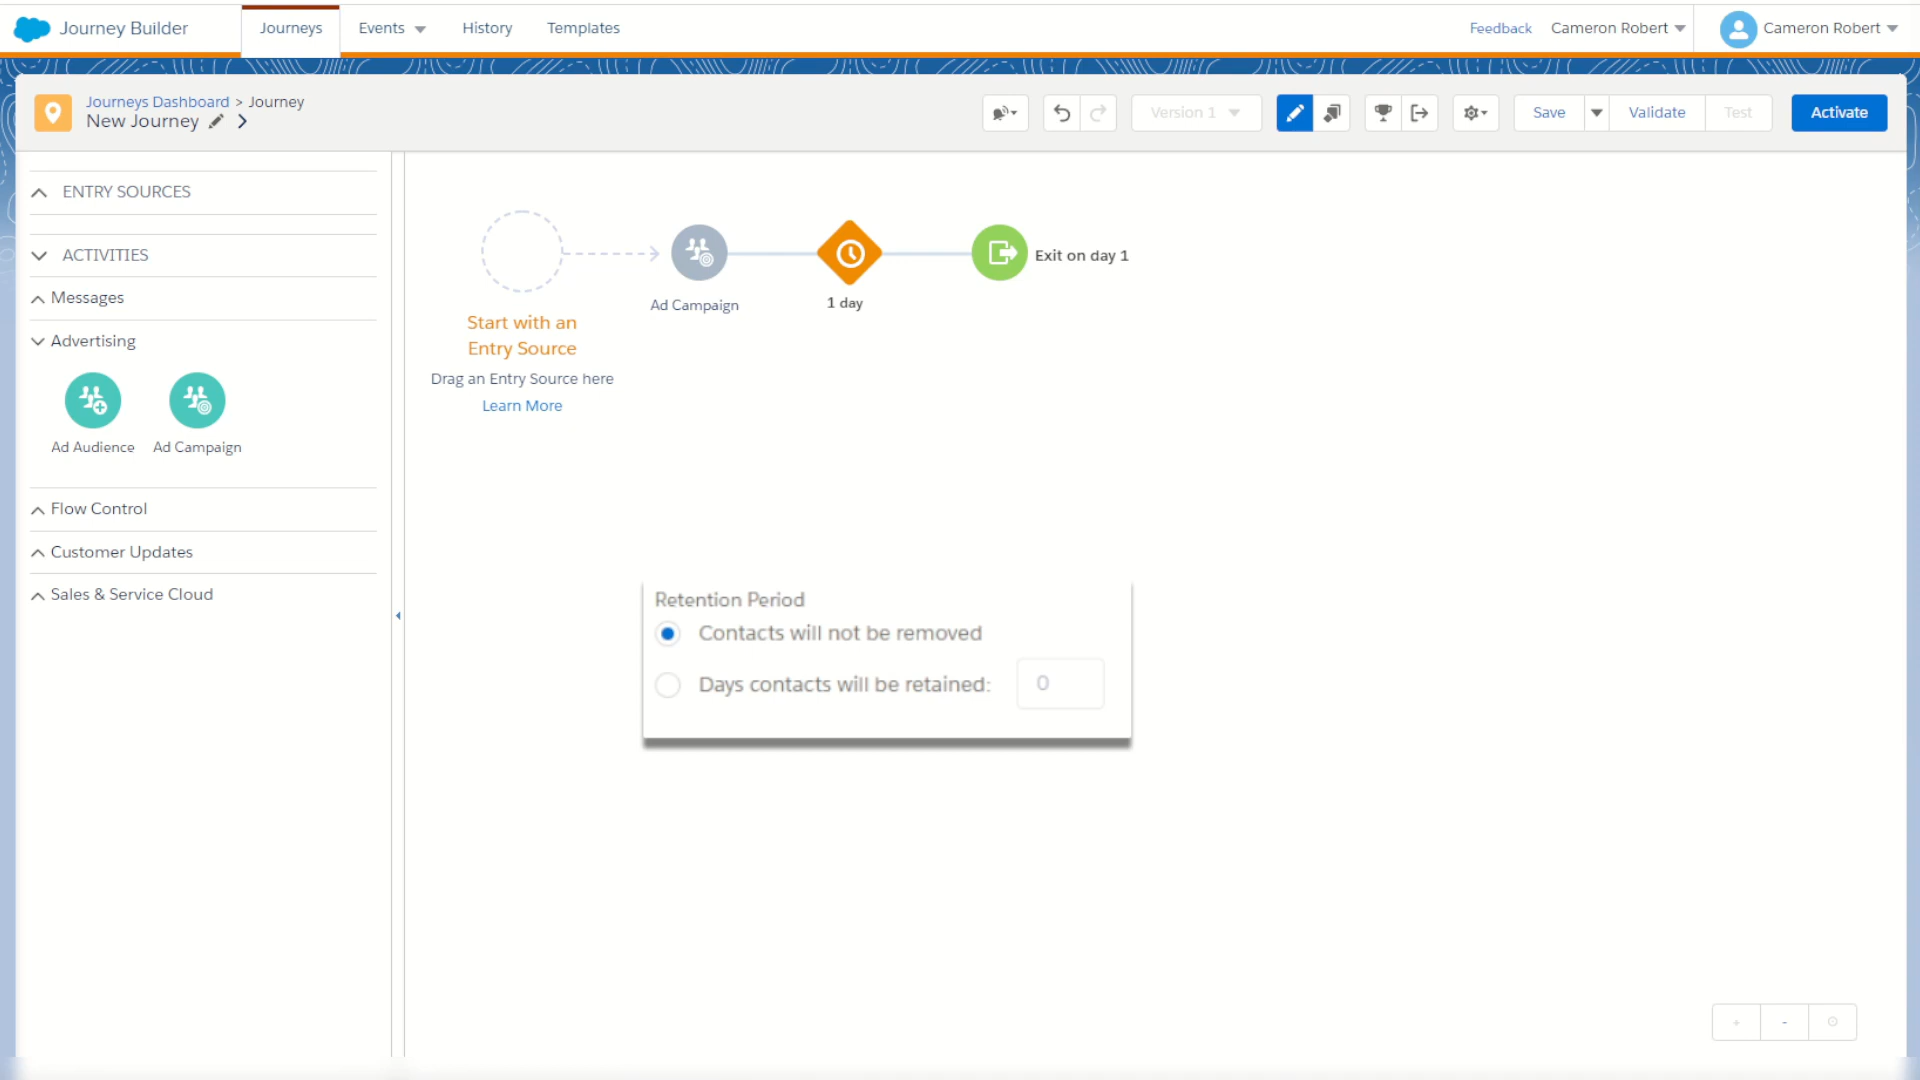 Journey Builder
Journeys
Events
History
Templates
Feedback
Cameron Robert
Cameron Robert
Journeys Dashboard > Journey
New Journey
Version 1
Save
Validate
Test
Activate
ENTRY SOURCES
ACTIVITIES
Messages
Advertising
Ad Audience
Ad Campaign
Flow Control
Customer Updates
Sales & Service Cloud
Start with an
Entry Source
Drag an Entry Source here
Learn More
Ad Campaign
1 day
Exit on day 1
Retention Period
Contacts will not be removed
Days contacts will be retained: 0